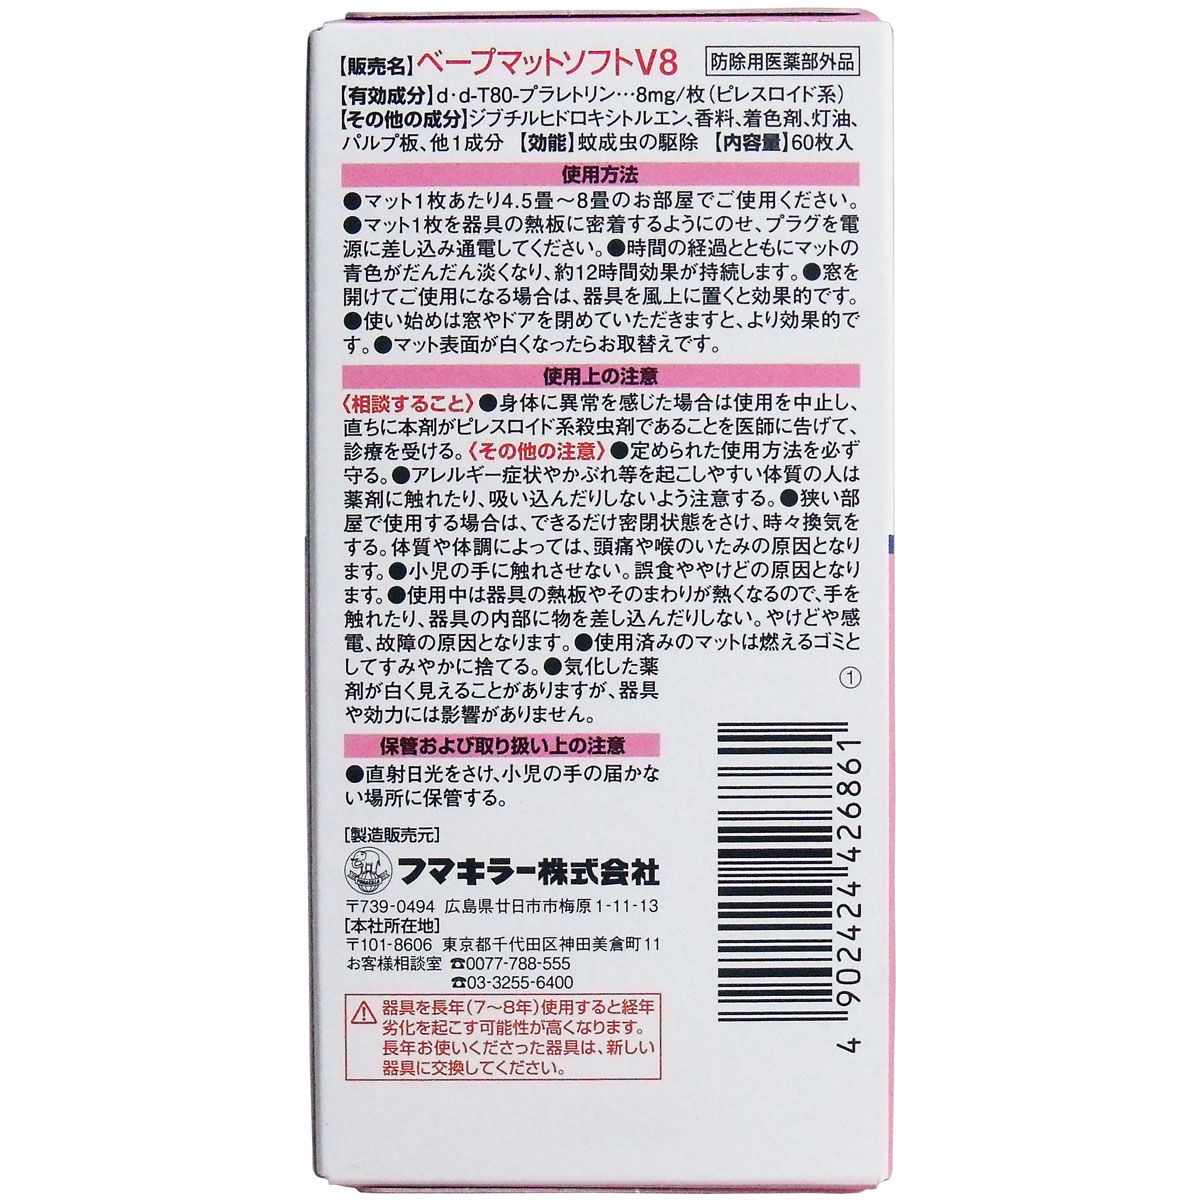 【販売名】ベープマットソフトV8 防除用医薬部外品
【有効成分】d・d-T80-プラレトリン…8mg/枚(ピレスロイド系)
【その他の成分】ジブチルヒドロキシトルエン、香料、着色剤、灯油、
パルプ板、他1成分 【効能】蚊成虫の駆除 【内容量】60枚入
使用方法
●マット1枚あたり4.5畳〜8畳のお部屋でご使用ください。
●マット1枚を器具の熱板に密着するようにのせ、プラグを電
源に差し込み通電してください。●時間の経過とともにマットの
青色がだんだん淡くなり、約12時間効果が持続します。●窓を
開けてご使用になる場合は、器具を風上に置くと効果的です。
●使い始めは窓やドアを閉めていただきますと、より効果的で
す。●マット表面が白くなったらお取替えです。
使用上の注意
〈相談すること〉●身体に異常を感じた場合は使用を中止し、
直ちに本剤がピレスロイド系殺虫剤であることを医師に告げて、
診療を受ける。〈その他の注意〉●定められた使用方法を必ず
守る。●アレルギー症状やかぶれ等を起こしやすい体質の人は
薬剤に触れたり、吸い込んだりしないよう注意する。●狭い部
屋で使用する場合は、できるだけ密閉状態をさけ、時々換気を
する。体質や体調によっては、頭痛や喉のいたみの原因となり
ます。●小児の手に触れさせない。誤食ややけどの原因となり
ます。●使用中は器具の熱板やそのまわりが熱くなるので、手を
触れたり、器具の内部に物を差し込んだりしない。やけどや感
電、故障の原因となります。●使用済みのマットは燃えるゴミと
してすみやかに捨てる。●気化した薬
剤が白く見えることがありますが、器具
や効力には影響がありません。
①
保管および取り扱い上の注意
●直射日光をさけ、小児の手の届かな
い場所に保管する。
[製造販売元]
フマキラー株式会社
〒739-0494 広島県廿日市市梅原1-11-13
[本社所在地]
〒101-8606 東京都千代田区神田美倉町11
お客様相談室 ☎0077-788-555
☎03-3255-6400
⚠器具を長年(7〜8年)使用すると経年
劣化を起こす可能性が高くなります。
長年お使いくださった器具は、新しい
器具に交換してください。
4 902424 426861